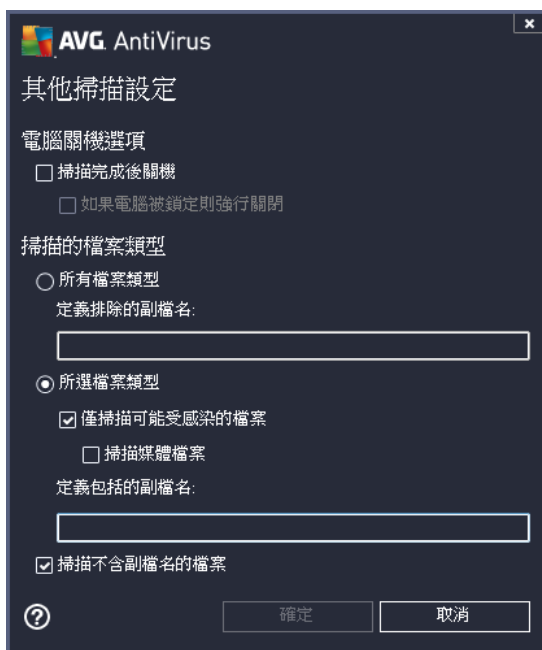 AVG. AntiVirus
其他掃描設定
電腦關機選項
掃描完成後關機
如果電腦被鎖定則強行關閉
掃描的檔案類型
所有檔案類型
定義排除的副檔名:
所選檔案類型
僅掃描可能受感染的檔案
掃描媒體檔案
定義包括的副檔名:
掃描不含副檔名的檔案
確定
取消